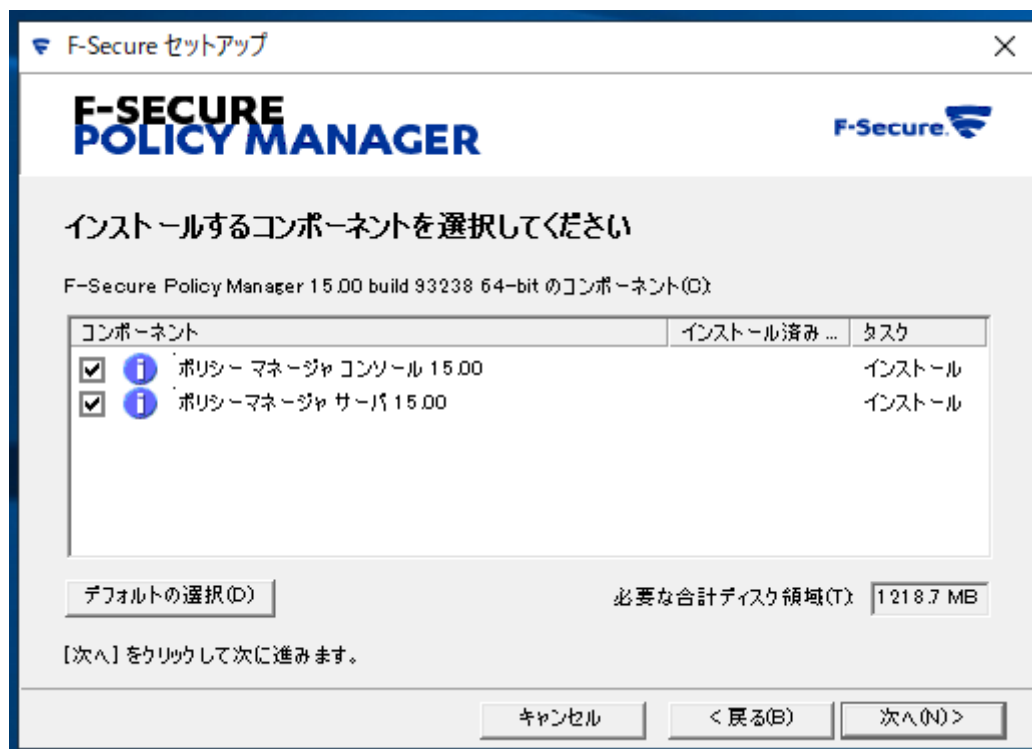 F-Secure セットアップ
F-SECURE
POLICY MANAGER
F-Secure.
インストールするコンポーネントを選択してください
F-Secure Policy Manager 15.00 build 93238 64-bit のコンポーネント(C):
コンポーネント インストール済み ... タスク
ポリシー マネージャ コンソール 15.00 インストール
ポリシーマネージャ サーバ 15.00 インストール
デフォルトの選択(D) 必要な合計ディスク領域(T): 1218.7 MB
[次へ] をクリックして次に進みます。
キャンセル < 戻る(B) 次へ(N) >